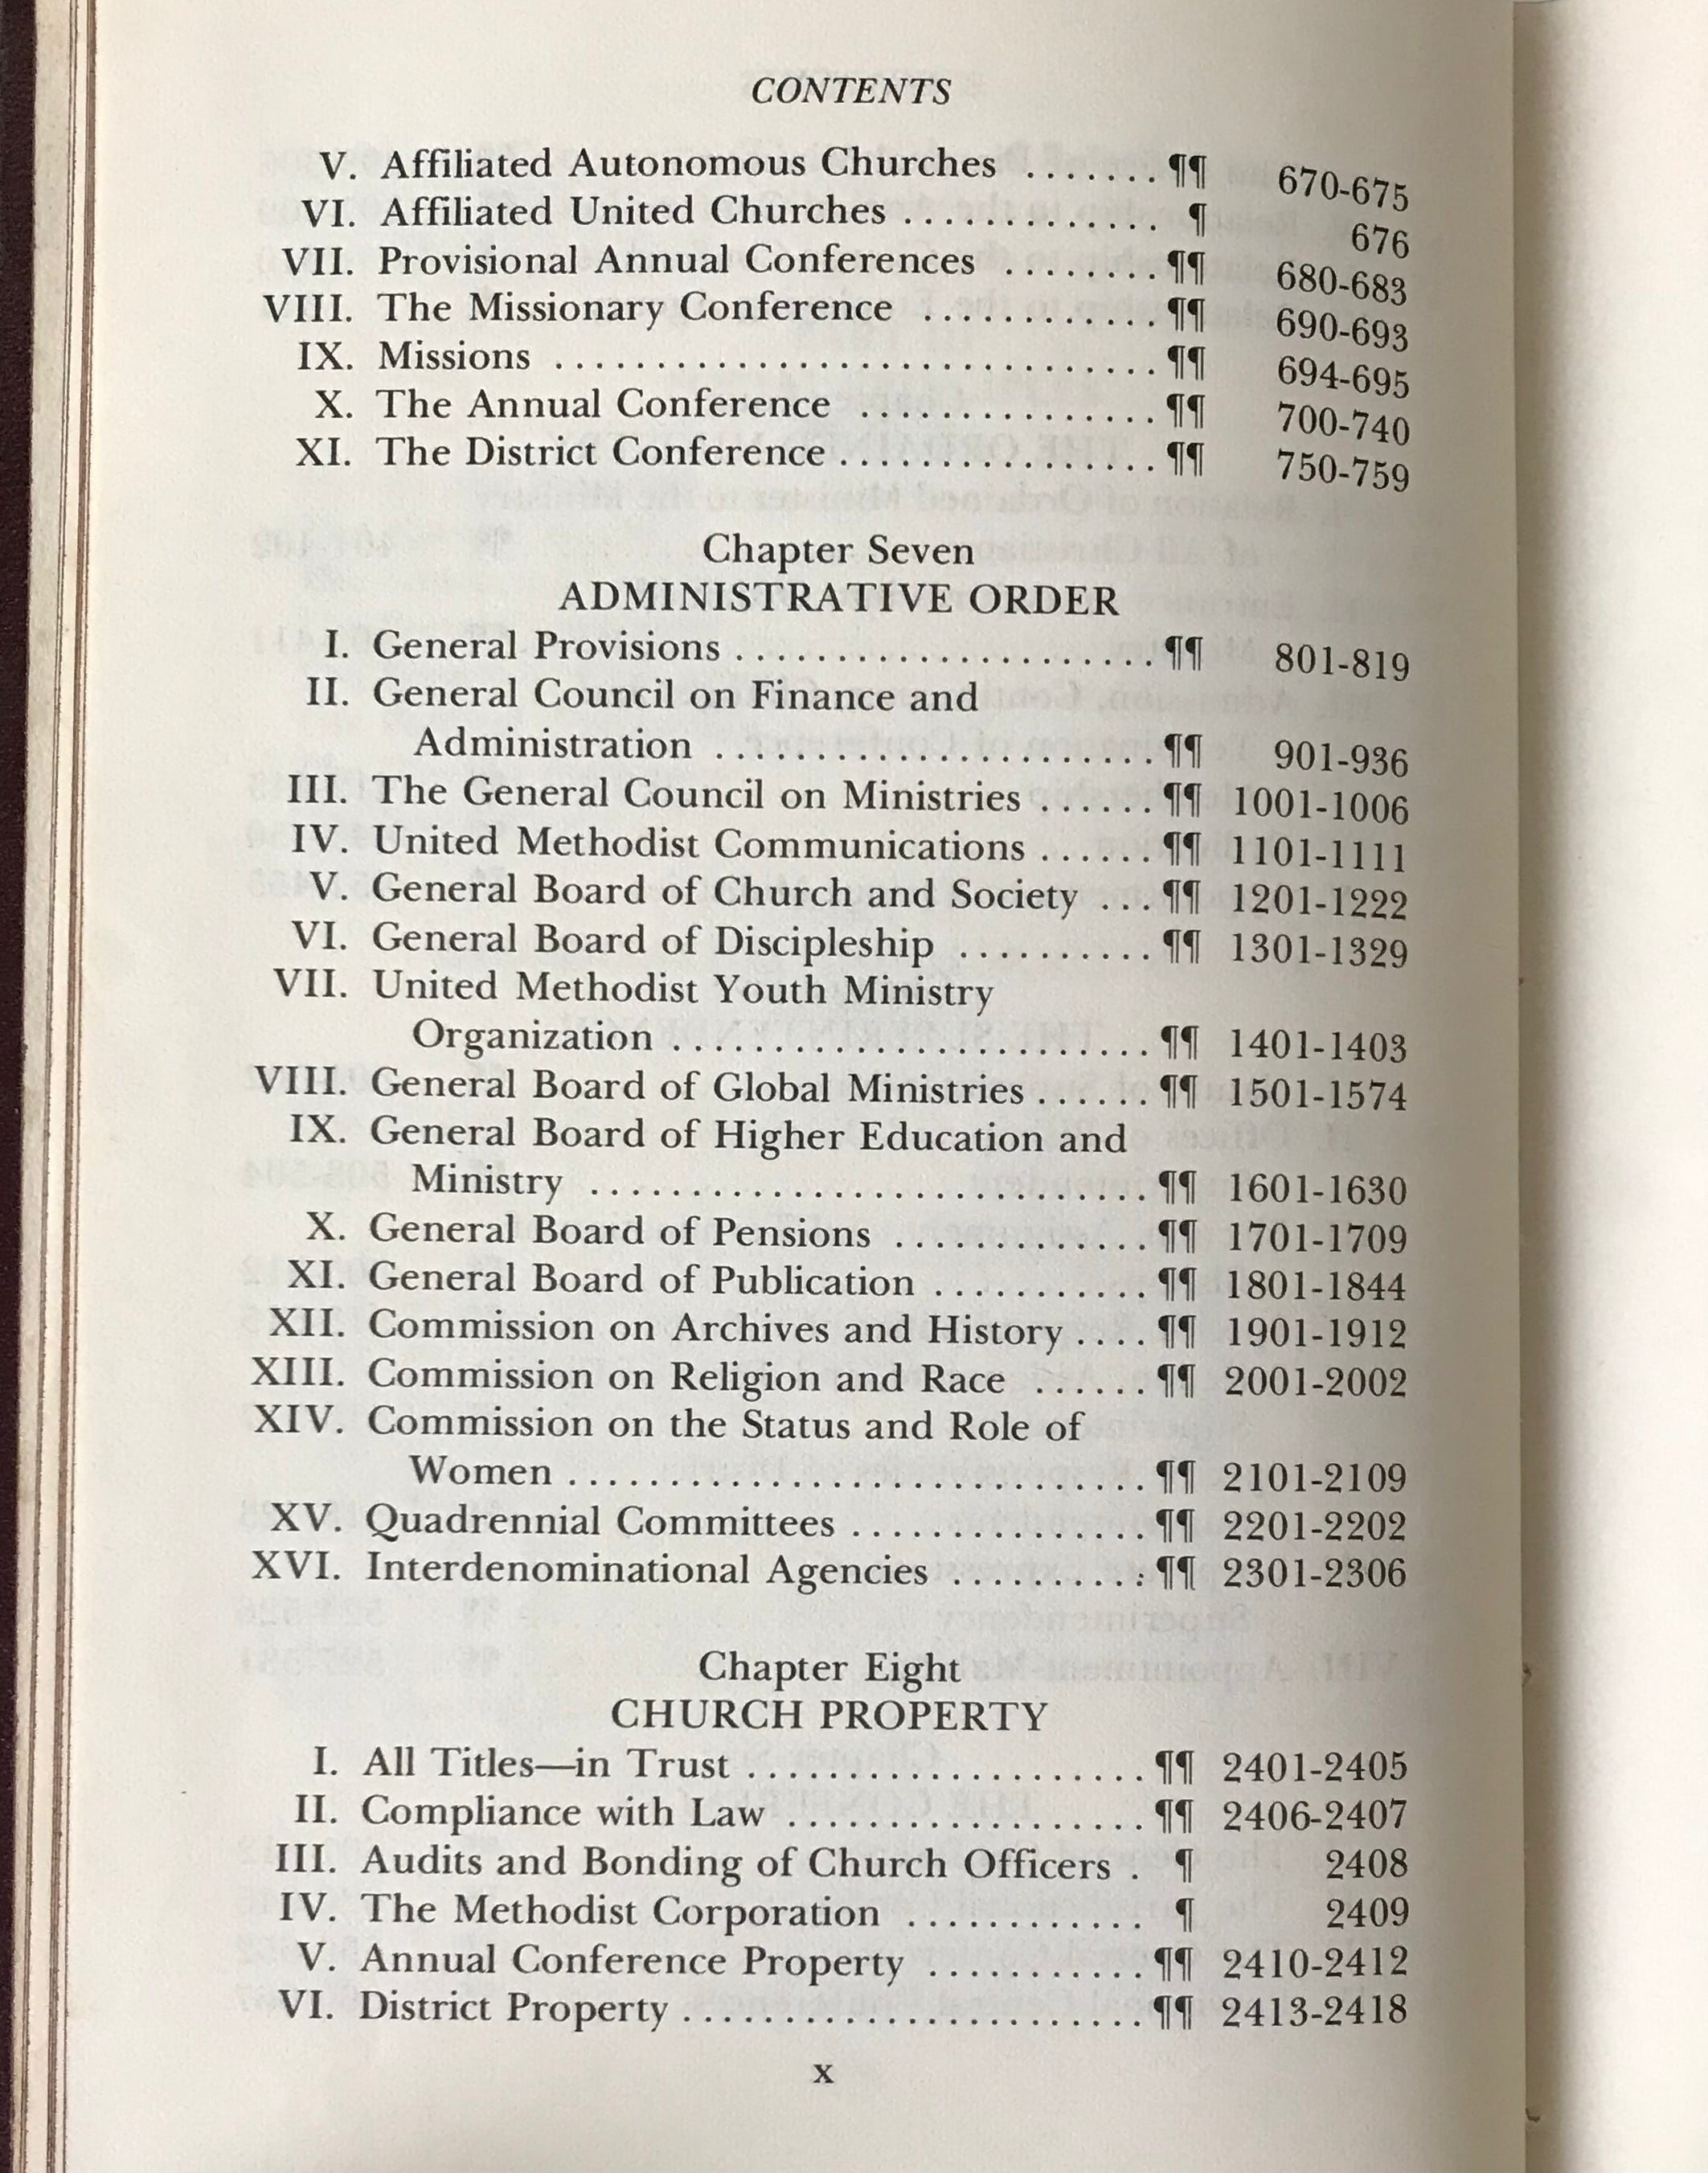 CONTENTS
V. Affiliated Autonomous Churches ....... ¶¶ 670-675
VI. Affiliated United Churches ............. ¶ 676
VII. Provisional Annual Conferences ........ ¶¶ 680-683
VIII. The Missionary Conference ............ ¶¶ 690-693
IX. Missions .............................. ¶¶ 694-695
X. The Annual Conference ............... ¶¶ 700-740
XI. The District Conference ................ ¶¶ 750-759
Chapter Seven
ADMINISTRATIVE ORDER
I. General Provisions ..................... ¶¶ 801-819
II. General Council on Finance and
Administration ...................... ¶¶ 901-936
III. The General Council on Ministries ...... ¶¶ 1001-1006
IV. United Methodist Communications ...... ¶¶ 1101-1111
V. General Board of Church and Society ... ¶¶ 1201-1222
VI. General Board of Discipleship .......... ¶¶ 1301-1329
VII. United Methodist Youth Ministry
Organization ........................ ¶¶ 1401-1403
VIII. General Board of Global Ministries ...... ¶¶ 1501-1574
IX. General Board of Higher Education and
Ministry ............................ ¶¶ 1601-1630
X. General Board of Pensions ............. ¶¶ 1701-1709
XI. General Board of Publication ........... ¶¶ 1801-1844
XII. Commission on Archives and History .... ¶¶ 1901-1912
XIII. Commission on Religion and Race ...... ¶¶ 2001-2002
XIV. Commission on the Status and Role of
Women ............................. ¶¶ 2101-2109
XV. Quadrennial Committees ............... ¶¶ 2201-2202
XVI. Interdenominational Agencies .......... ¶¶ 2301-2306
Chapter Eight
CHURCH PROPERTY
I. All Titles—in Trust .................... ¶¶ 2401-2405
II. Compliance with Law .................. ¶¶ 2406-2407
III. Audits and Bonding of Church Officers . ¶ 2408
IV. The Methodist Corporation ............ ¶ 2409
V. Annual Conference Property ........... ¶¶ 2410-2412
VI. District Property ....................... ¶¶ 2413-2418
x